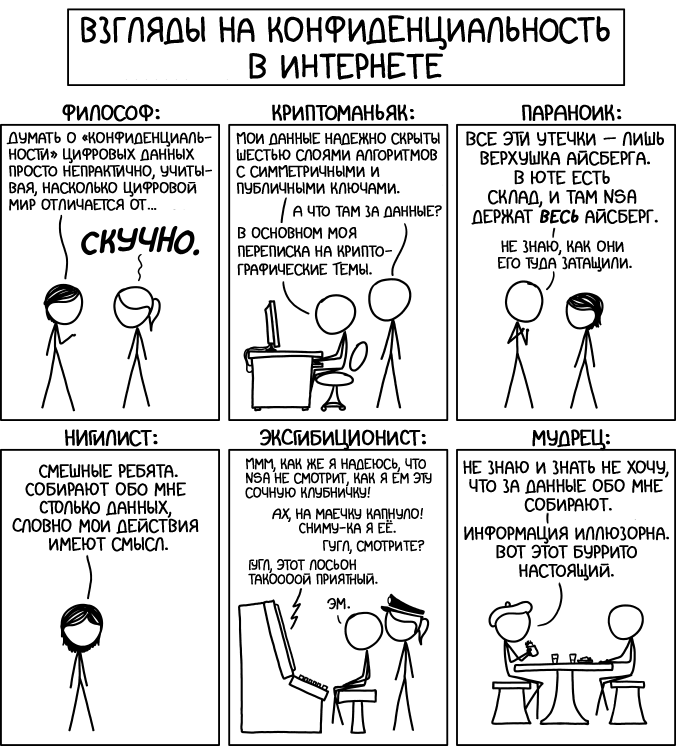 ВЗГЛЯДЫ НА КОНФИДЕНЦИАЛЬНОСТЬ
В ИНТЕРНЕТЕ
ФИЛОСОФ:
ДУМАТЬ О «КОНФИДЕНЦИАЛЬ-
НОСТИ» ЦИФРОВЫХ ДАННЫХ
ПРОСТО НЕПРАКТИЧНО, УЧИТЫ-
ВАЯ, НАСКОЛЬКО ЦИФРОВОЙ
МИР ОТЛИЧАЕТСЯ ОТ...
СКУЧНО.
КРИПТОМАНЬЯК:
МОИ ДАННЫЕ НАДЕЖНО СКРЫТЫ
ШЕСТЬЮ СЛОЯМИ АЛГОРИТМОВ
С СИММЕТРИЧНЫМИ И
ПУБЛИЧНЫМИ КЛЮЧАМИ.
А ЧТО ТАМ ЗА ДАННЫЕ?
В ОСНОВНОМ МОЯ
ПЕРЕПИСКА НА КРИПТО-
ГРАФИЧЕСКИЕ ТЕМЫ.
ПАРАНОИК:
ВСЕ ЭТИ УТЕЧКИ — ЛИШЬ
ВЕРХУШКА АЙСБЕРГА.
В ЮТЕ ЕСТЬ
СКЛАД, И ТАМ NSA
ДЕРЖАТ ВЕСЬ АЙСБЕРГ.
НЕ ЗНАЮ, КАК ОНИ
ЕГО ТУДА ЗАТАЩИЛИ.
НИГИЛИСТ:
СМЕШНЫЕ РЕБЯТА.
СОБИРАЮТ ОБО МНЕ
СТОЛЬКО ДАННЫХ,
СЛОВНО МОИ ДЕЙСТВИЯ
ИМЕЮТ СМЫСЛ.
ЭКСГИБИЦИОНИСТ:
МММ, КАК ЖЕ Я НАДЕЮСЬ, ЧТО
NSA НЕ СМОТРИТ, КАК Я ЕМ ЭТУ
СОЧНУЮ КЛУБНИЧКУ!
АХ, НА МАЕЧКУ КАПНУЛО!
СНИМУ-КА Я ЕЁ.
ГУГЛ, СМОТРИТЕ?
ГУГЛ, ЭТОТ ЛОСЬОН
ТАКООООЙ ПРИЯТНЫЙ.
ЭМ.
МУДРЕЦ:
НЕ ЗНАЮ И ЗНАТЬ НЕ ХОЧУ,
ЧТО ЗА ДАННЫЕ ОБО МНЕ
СОБИРАЮТ.
ИНФОРМАЦИЯ ИЛЛЮЗОРНА.
ВОТ ЭТОТ БУРРИТО
НАСТОЯЩИЙ.